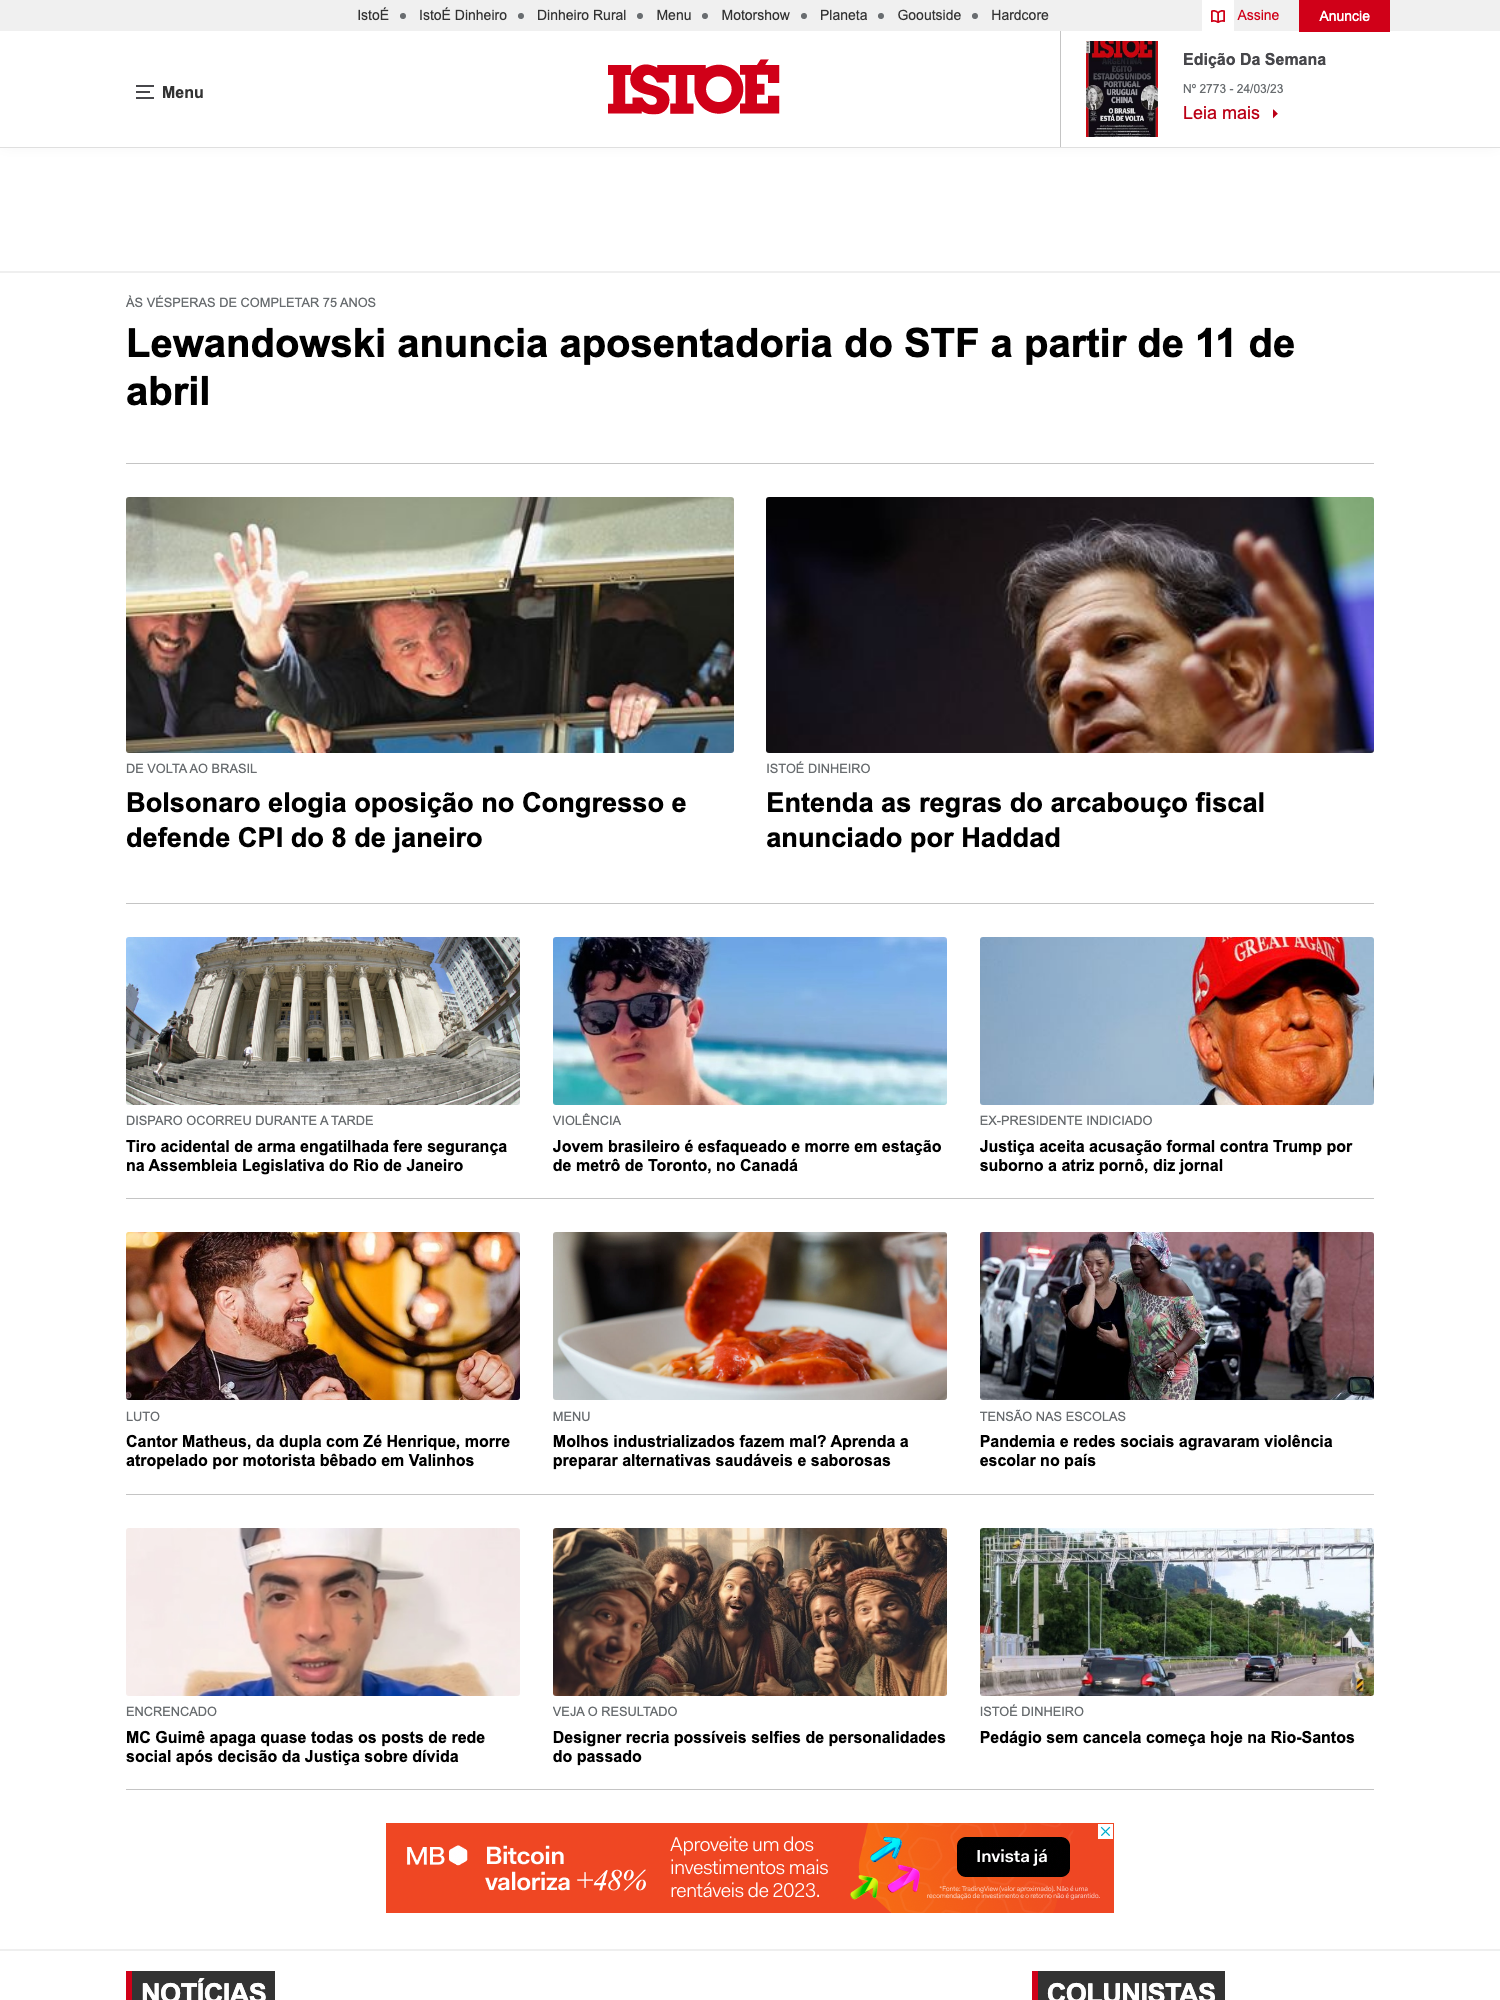 IstoÉ IstoÉ Dinheiro Dinheiro Rural Menu Motorshow Planeta Gooutside Hardcore Assine Anuncie
Menu
ISTOÉ
ISTOÉ
EGITO
ESTADOS UNIDOS
PORTUGAL
URUGUAI
CHINA
O BRASIL
ESTÁ DE VOLTA
Edição Da Semana
Nº 2773 - 24/03/23
Leia mais
ÀS VÉSPERAS DE COMPLETAR 75 ANOS
Lewandowski anuncia aposentadoria do STF a partir de 11 de
abril
DE VOLTA AO BRASIL
Bolsonaro elogia oposição no Congresso e
defende CPI do 8 de janeiro
ISTOÉ DINHEIRO
Entenda as regras do arcabouço fiscal
anunciado por Haddad
DISPARO OCORREU DURANTE A TARDE
Tiro acidental de arma engatilhada fere segurança
na Assembleia Legislativa do Rio de Janeiro
VIOLÊNCIA
Jovem brasileiro é esfaqueado e morre em estação
de metrô de Toronto, no Canadá
GREAT AGAIN
45
EX-PRESIDENTE INDICIADO
Justiça aceita acusação formal contra Trump por
suborno a atriz pornô, diz jornal
LUTO
Cantor Matheus, da dupla com Zé Henrique, morre
atropelado por motorista bêbado em Valinhos
MENU
Molhos industrializados fazem mal? Aprenda a
preparar alternativas saudáveis e saborosas
TENSÃO NAS ESCOLAS
Pandemia e redes sociais agravaram violência
escolar no país
ENCRENCADO
MC Guimê apaga quase todas os posts de rede
social após decisão da Justiça sobre dívida
VEJA O RESULTADO
Designer recria possíveis selfies de personalidades
do passado
ISTOÉ DINHEIRO
Pedágio sem cancela começa hoje na Rio-Santos
MB
Bitcoin
valoriza +48%
Aproveite um dos
investimentos mais
rentáveis de 2023.
Invista já
*Fonte: TradingView (valor aproximado). Não é uma
recomendação de investimento e o retorno não é garantido.
NOTÍCIAS
COLUNISTAS